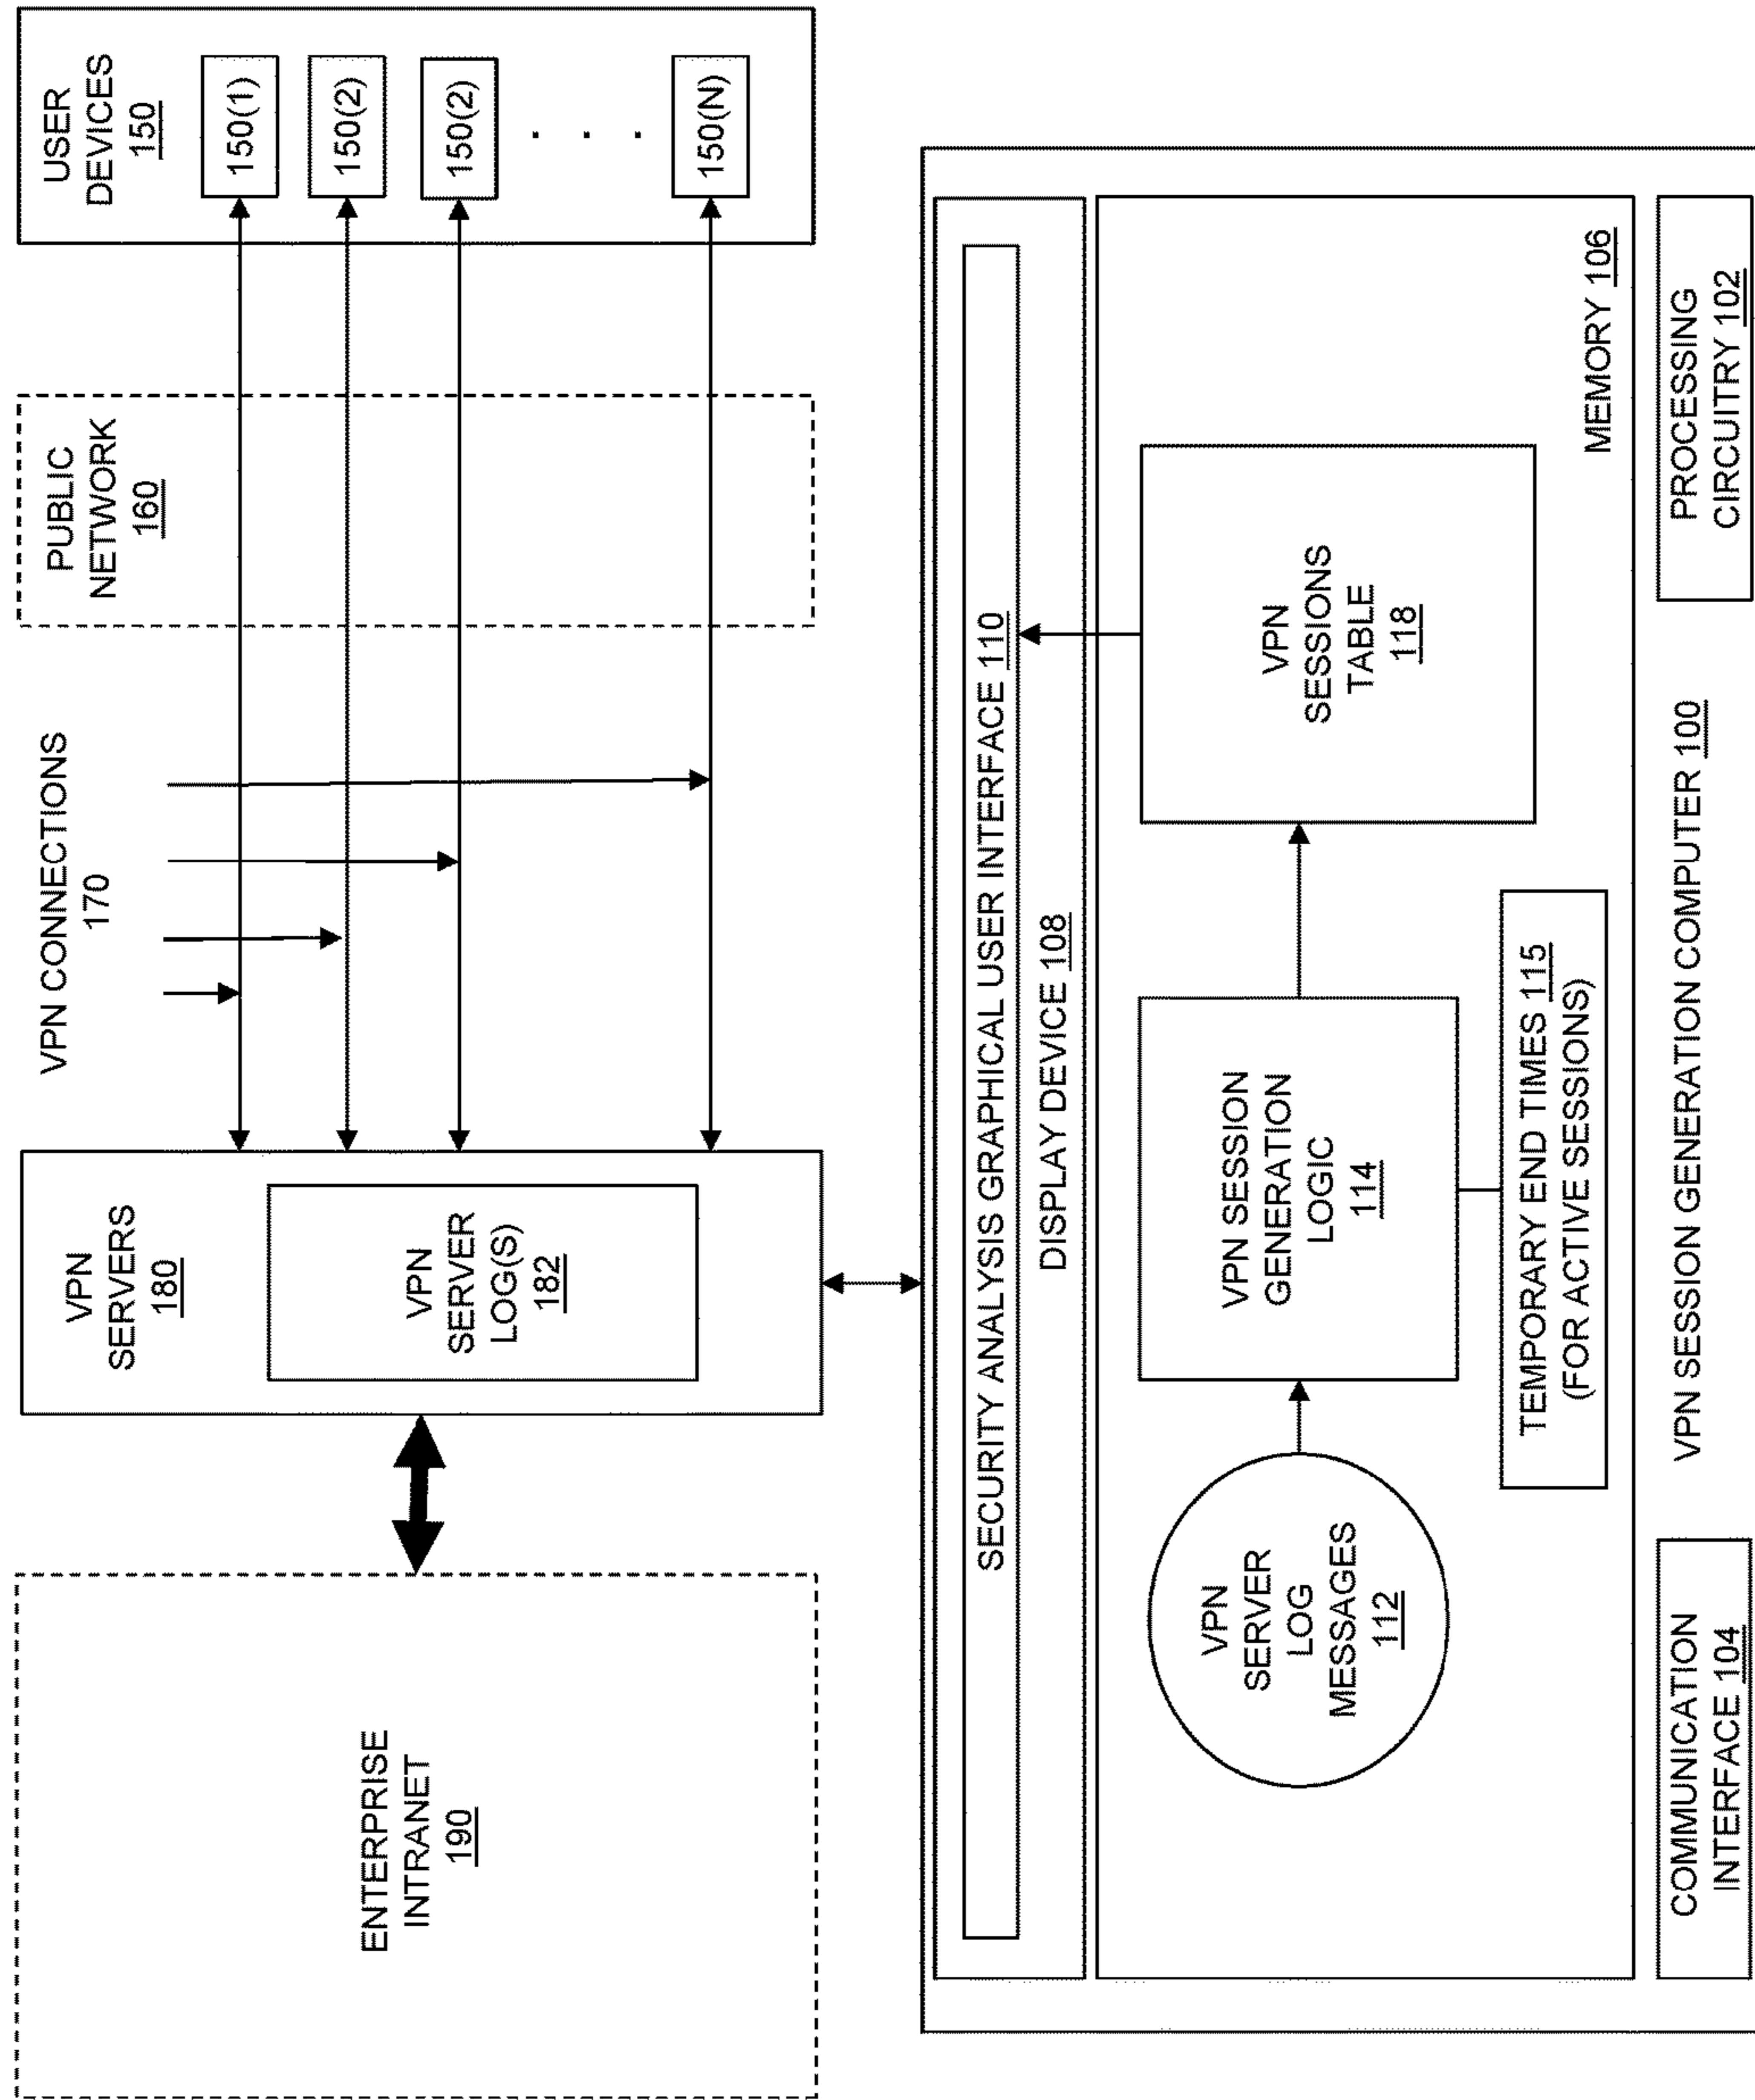 ENTERPRISE
INTRANET
190
VPN
SERVERS
180
VPN
SERVER
LOG(S)
182
VPN CONNECTIONS
170
PUBLIC
NETWORK
160
USER
DEVICES
150
150(1)
150(2)
150(2)
. . .
150(N)
SECURITY ANALYSIS GRAPHICAL USER INTERFACE 110
DISPLAY DEVICE 108
VPN
SERVER
LOG
MESSAGES
112
VPN SESSION
GENERATION
LOGIC
114
TEMPORARY END TIMES 115
(FOR ACTIVE SESSIONS)
VPN
SESSIONS
TABLE
118
MEMORY 106
COMMUNICATION
INTERFACE 104
VPN SESSION GENERATION COMPUTER 100
PROCESSING
CIRCUITRY 102